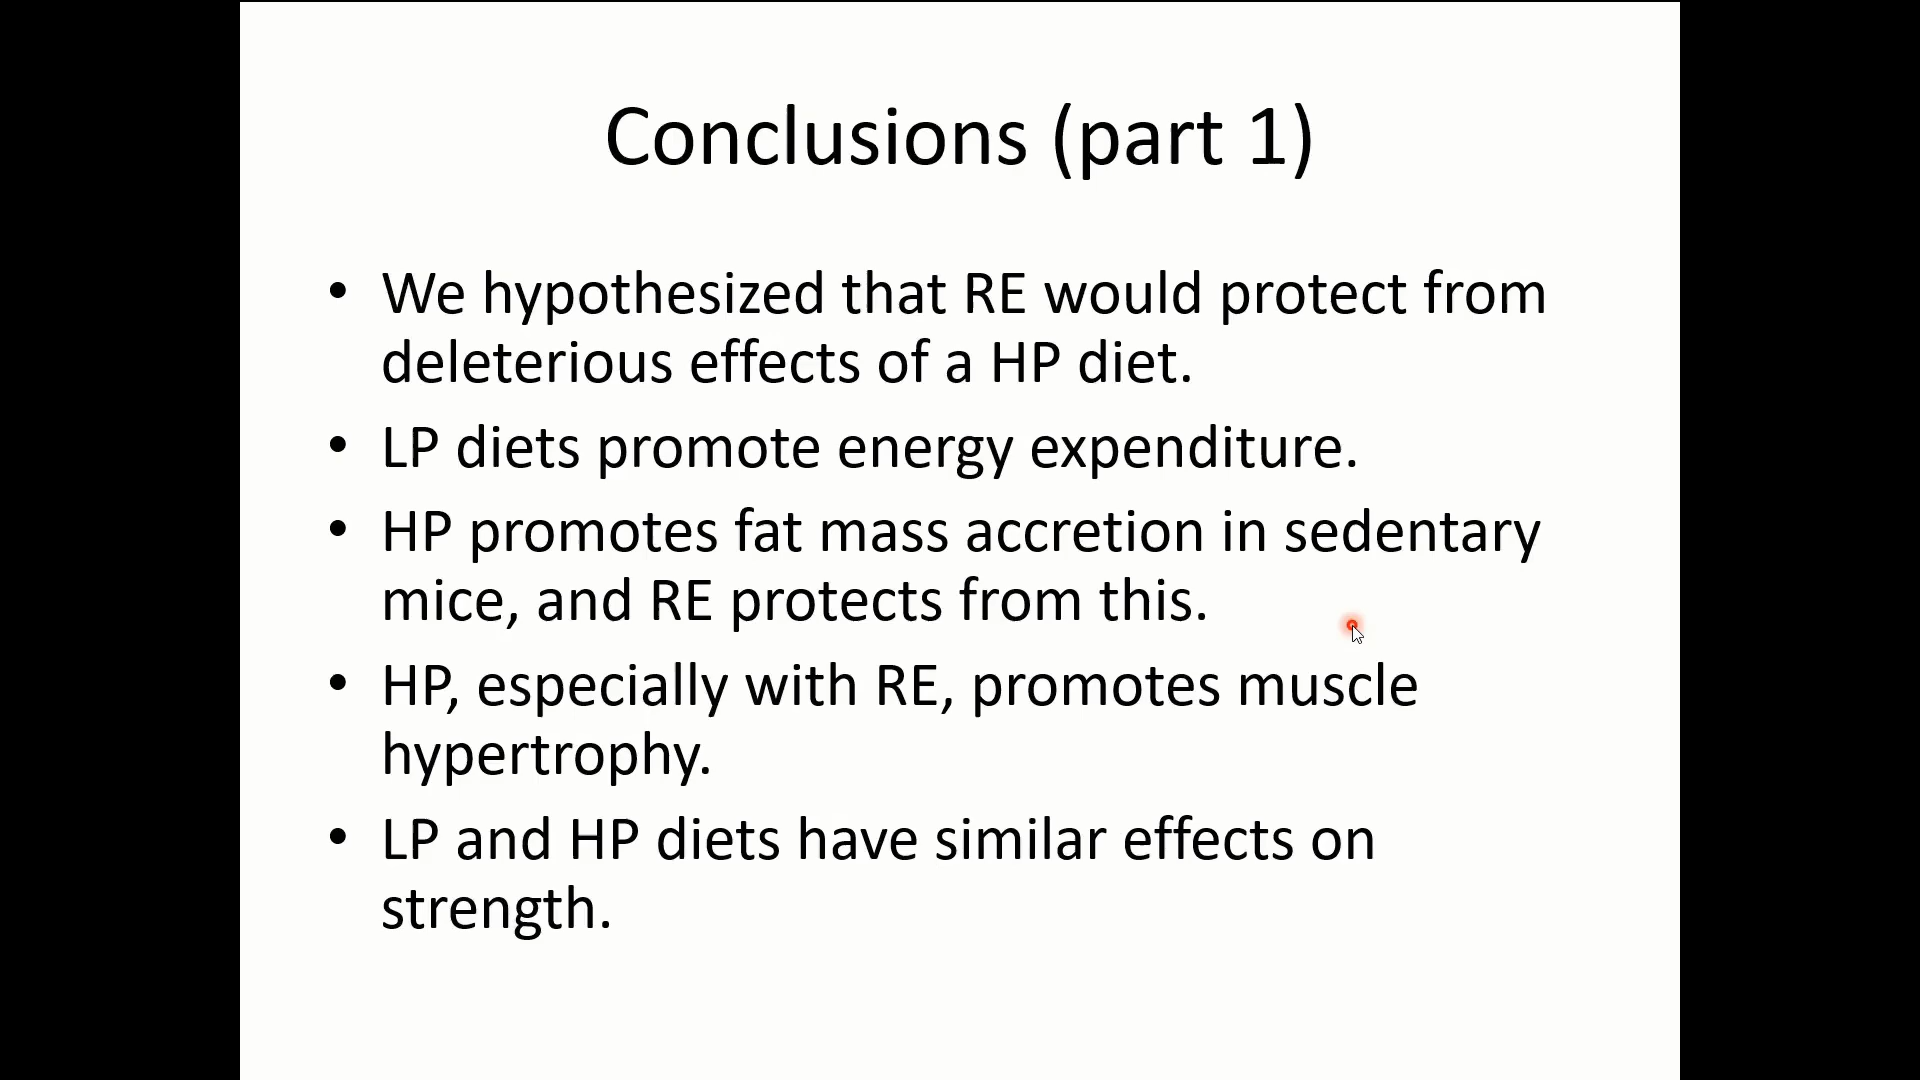 Conclusions (part 1)
• We hypothesized that RE would protect from
deleterious effects of a HP diet.
• LP diets promote energy expenditure.
• HP promotes fat mass accretion in sedentary
mice, and RE protects from this.
• HP, especially with RE, promotes muscle
hypertrophy.
• LP and HP diets have similar effects on
strength.